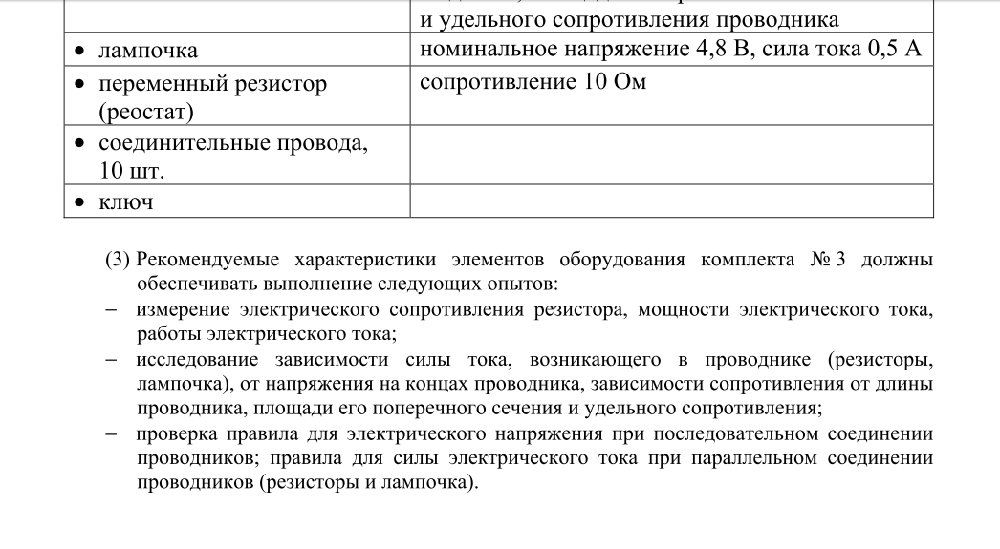 и удельного сопротивления проводника
• лампочка
номинальное напряжение 4,8 В, сила тока 0,5 А
• переменный резистор
(реостат)
сопротивление 10 Ом
• соединительные провода,
10 шт.
• ключ
(3) Рекомендуемые характеристики элементов оборудования комплекта № 3 должны
обеспечивать выполнение следующих опытов:
− измерение электрического сопротивления резистора, мощности электрического тока,
работы электрического тока;
− исследование зависимости силы тока, возникающего в проводнике (резисторы,
лампочка), от напряжения на концах проводника, зависимости сопротивления от длины
проводника, площади его поперечного сечения и удельного сопротивления;
− проверка правила для электрического напряжения при последовательном соединении
проводников; правила для силы электрического тока при параллельном соединении
проводников (резисторы и лампочка).